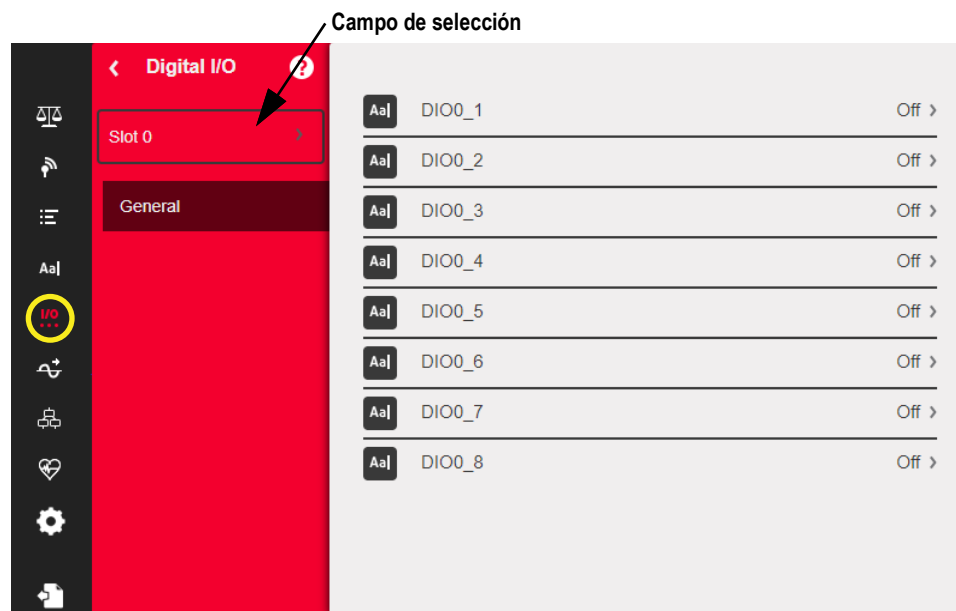 Campo de selección
Digital I/O ?
Slot 0
General
Aa
I/O
Aa DIO0_1 Off
Aa DIO0_2 Off
Aa DIO0_3 Off
Aa DIO0_4 Off
Aa DIO0_5 Off
Aa DIO0_6 Off
Aa DIO0_7 Off
Aa DIO0_8 Off